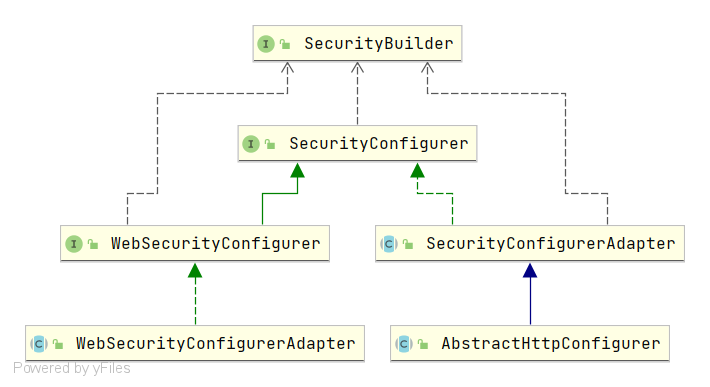 I SecurityBuilder
I SecurityConfigurer
I WebSecurityConfigurer
C SecurityConfigurerAdapter
C WebSecurityConfigurerAdapter
C AbstractHttpConfigurer
Powered by yFiles